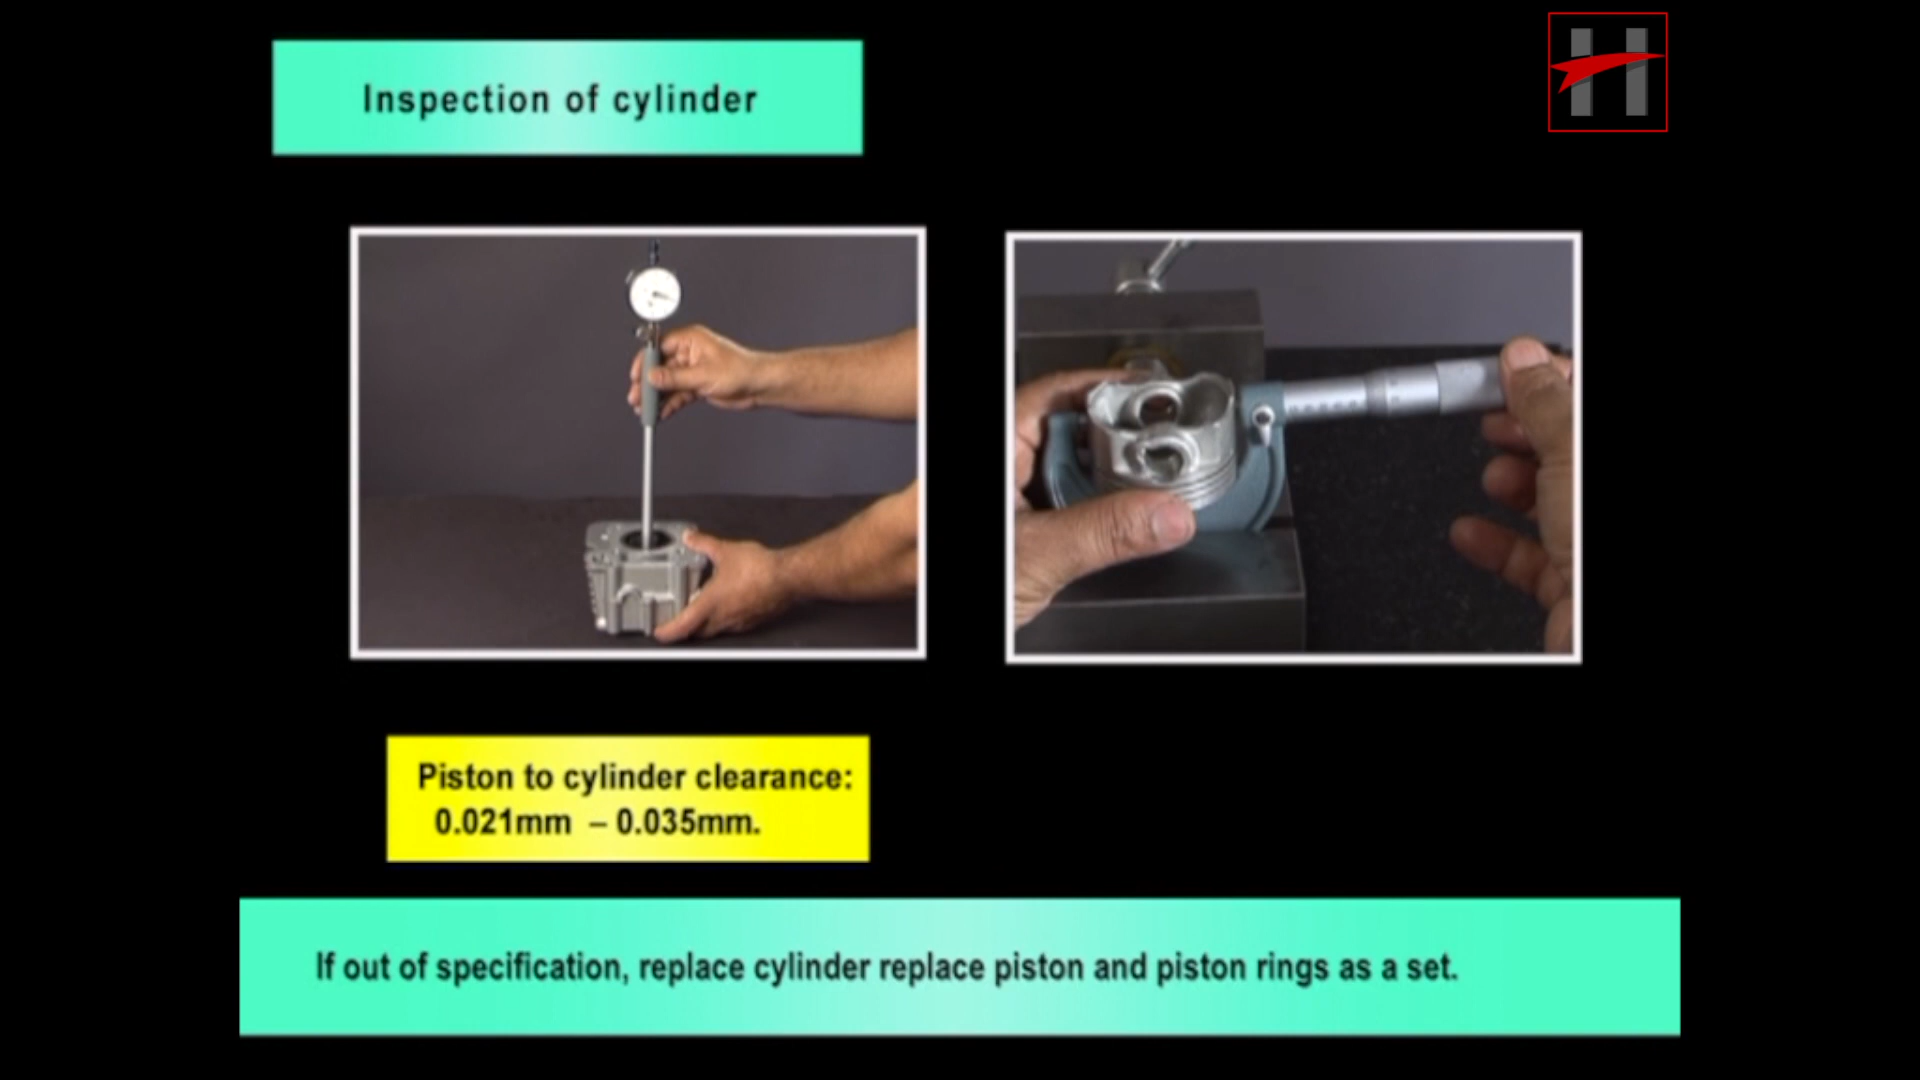 Inspection of cylinder
Piston to cylinder clearance:
0.021mm – 0.035mm.
If out of specification, replace cylinder replace piston and piston rings as a set.